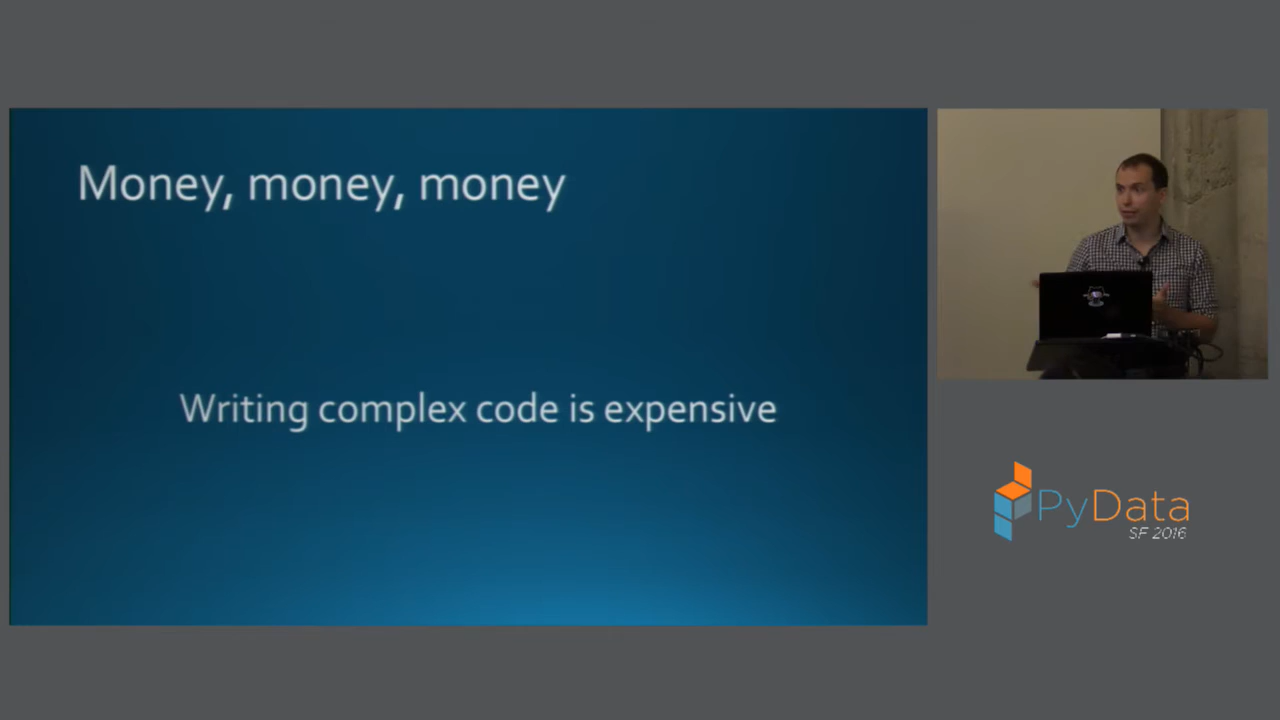 Money, money, money
Writing complex code is expensive
PyData
SF 2016